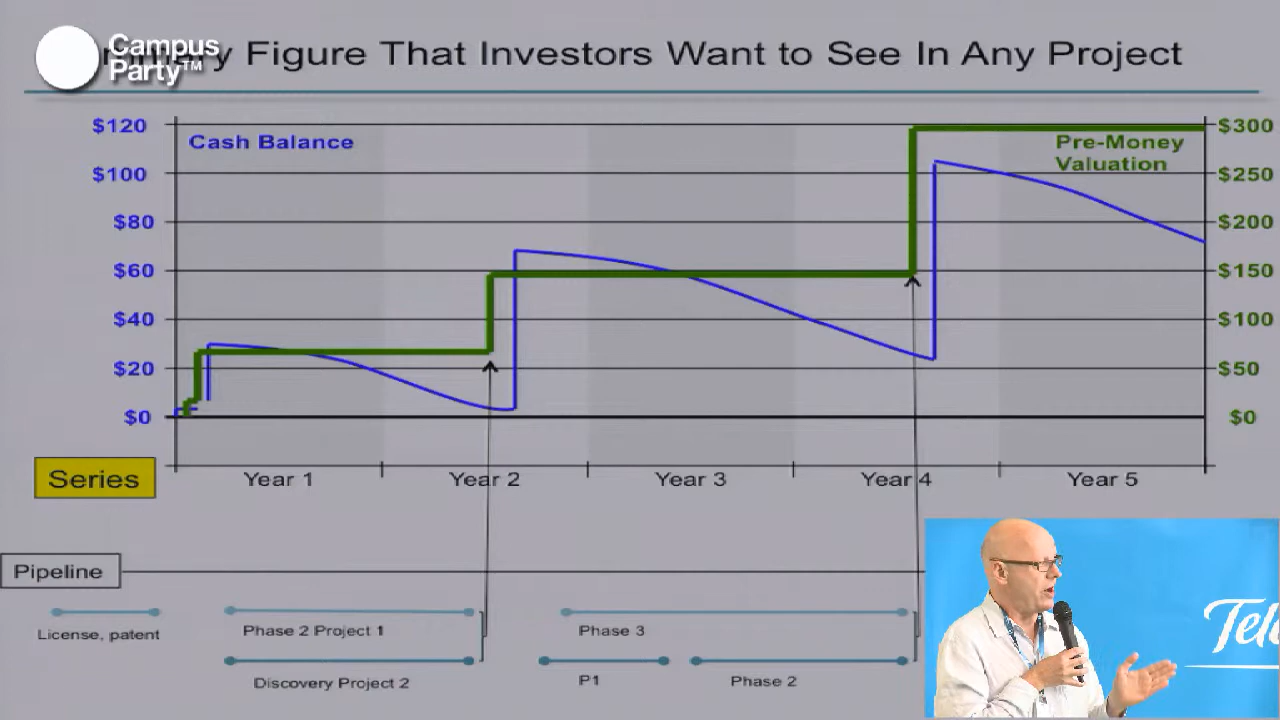 Campus
Party™
Figure That Investors Want to See In Any Project
$120
$100
$80
$60
$40
$20
$0
Cash Balance
Pre-Money
Valuation
$300
$250
$200
$150
$100
$50
$0
Series
Year 1
Year 2
Year 3
Year 4
Year 5
Pipeline
License, patent
Phase 2 Project 1
Phase 3
Discovery Project 2
P1
Phase 2